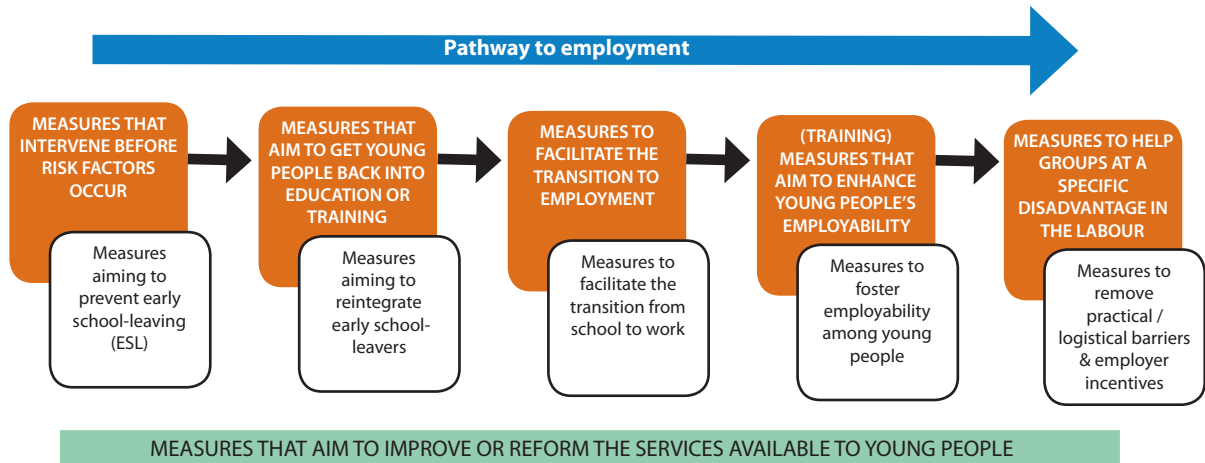 Pathway to employment
MEASURES THAT
INTERVENE BEFORE
RISK FACTORS
OCCUR
Measures
aiming to
prevent early
school-leaving
(ESL)
MEASURES THAT
AIM TO GET YOUNG
PEOPLE BACK INTO
EDUCATION OR
TRAINING
Measures
aiming to
reintegrate
early school-
leavers
MEASURES TO
FACILITATE THE
TRANSITION TO
EMPLOYMENT
Measures to
facilitate the
transition from
school to work
(TRAINING)
MEASURES THAT
AIM TO ENHANCE
YOUNG PEOPLE’S
EMPLOYABILITY
Measures to
foster
employability
among young
people
MEASURES TO HELP
GROUPS AT A
SPECIFIC
DISADVANTAGE IN
THE LABOUR
Measures to
remove
practical /
logistical barriers
& employer
incentives
MEASURES THAT AIM TO IMPROVE OR REFORM THE SERVICES AVAILABLE TO YOUNG PEOPLE